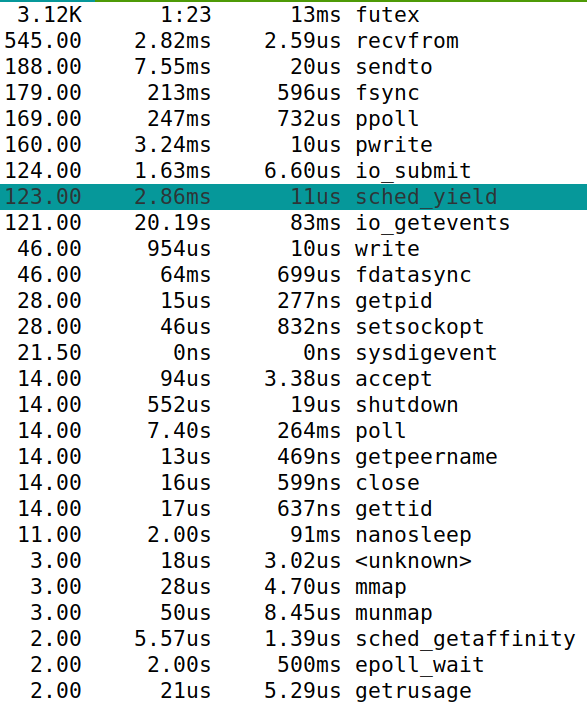 3.12K 1:23 13ms futex
545.00 2.82ms 2.59us recvfrom
188.00 7.55ms 20us sendto
179.00 213ms 596us fsync
169.00 247ms 732us ppoll
160.00 3.24ms 10us pwrite
124.00 1.63ms 6.60us io_submit
123.00 2.86ms 11us sched_yield
121.00 20.19s 83ms io_getevents
46.00 954us 10us write
46.00 64ms 699us fdatasync
28.00 15us 277ns getpid
28.00 46us 832ns setsockopt
21.50 0ns 0ns sysdigevent
14.00 94us 3.38us accept
14.00 552us 19us shutdown
14.00 7.40s 264ms poll
14.00 13us 469ns getpeername
14.00 16us 599ns close
14.00 17us 637ns gettid
11.00 2.00s 91ms nanosleep
3.00 18us 3.02us <unknown>
3.00 28us 4.70us mmap
3.00 50us 8.45us munmap
2.00 5.57us 1.39us sched_getaffinity
2.00 2.00s 500ms epoll_wait
2.00 21us 5.29us getrusage